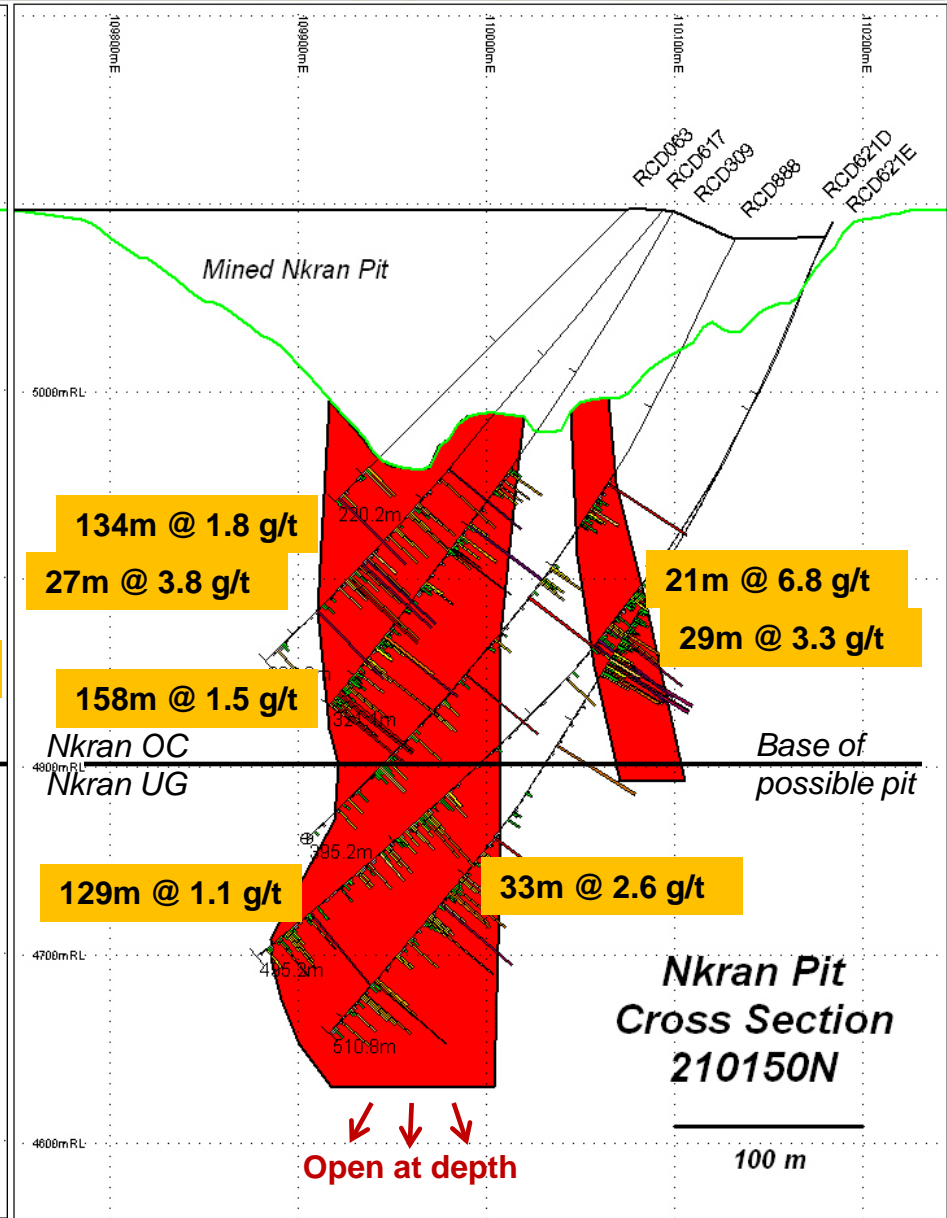 109800mE
109900mE
110000mE
110100mE
110200mE
RCD063
RCD617
RCD309
RCD888
RCD621D
RCD621E
Mined Nkran Pit
5000mRL
220.2m
134m @ 1.8 g/t
27m @ 3.8 g/t
21m @ 6.8 g/t
29m @ 3.3 g/t
158m @ 1.5 g/t
Nkran OC
Base of
4800mRL
Nkran UG
possible pit
395.2m
129m @ 1.1 g/t
33m @ 2.6 g/t
4700mRL
495.2m
Nkran Pit
Cross Section
210150N
510.8m
4600mRL
100 m
Open at depth